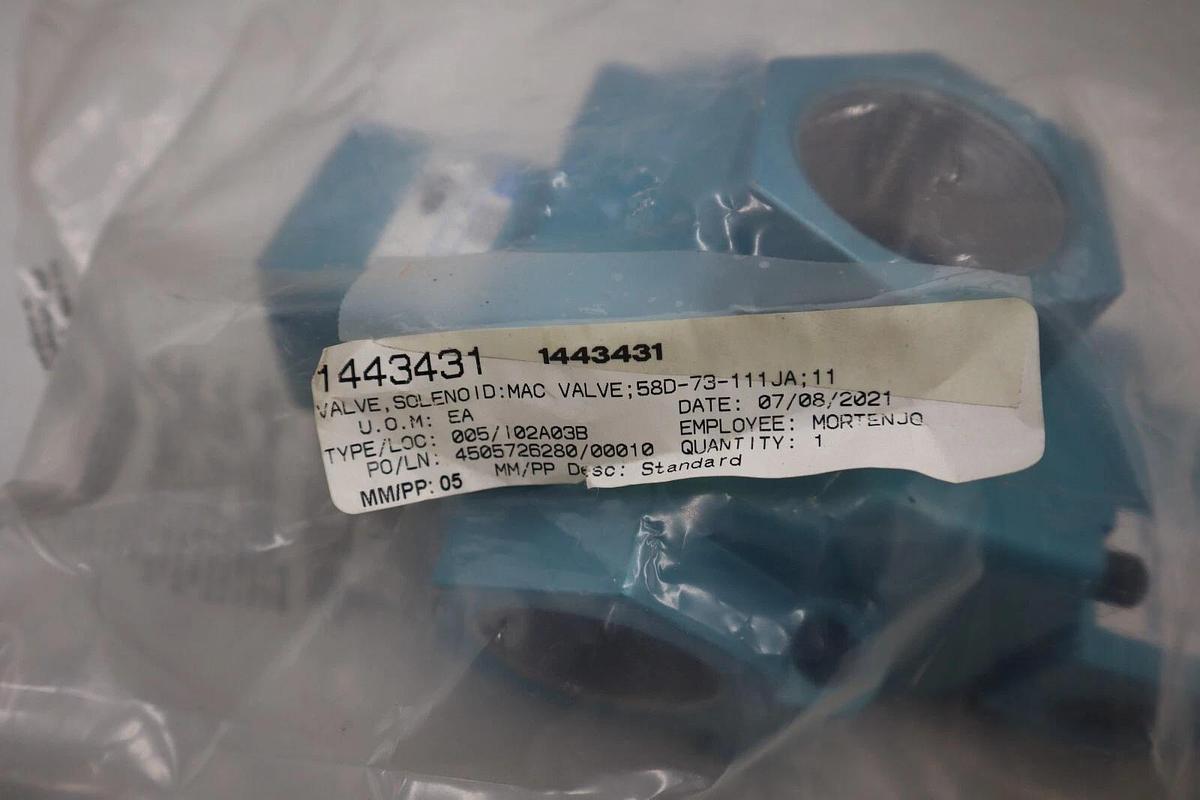 1443431 1443431
VALVE,SOLENOID:MAC VALVE;58D-73-111JA;11
U.O.M: EA DATE: 07/08/2021
TYPE/LOC: 005/I02A03B EMPLOYEE: MORTENJO
PO/LN: 4505726280/00010 QUANTITY: 1
MM/PP: 05 MM/PP Desc: Standard